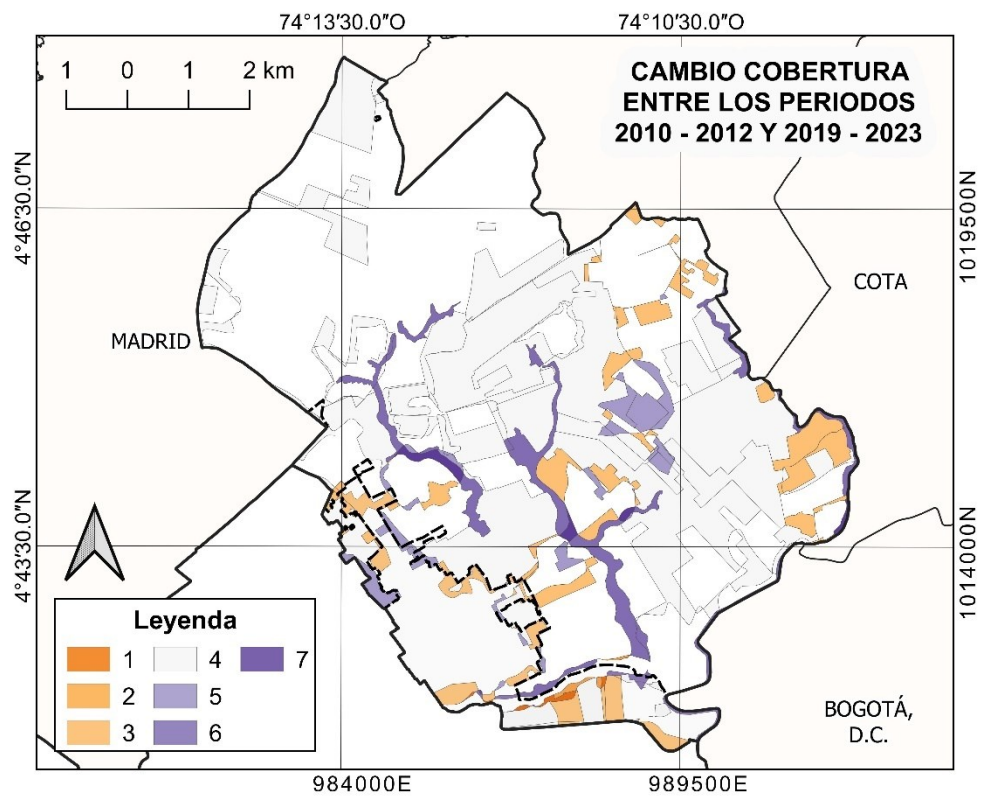 74°13′30.0″O
74°10′30.0″O
1 0 1 2 km
CAMBIO COBERTURA
ENTRE LOS PERIODOS
2010 - 2012 Y 2019 - 2023
4°46′30.0″N
1019500N
COTA
MADRID
4°43′30.0″N
1014000N
Leyenda
1 4 7
2 5
3 6
BOGOTÁ,
D.C.
984000E
989500E